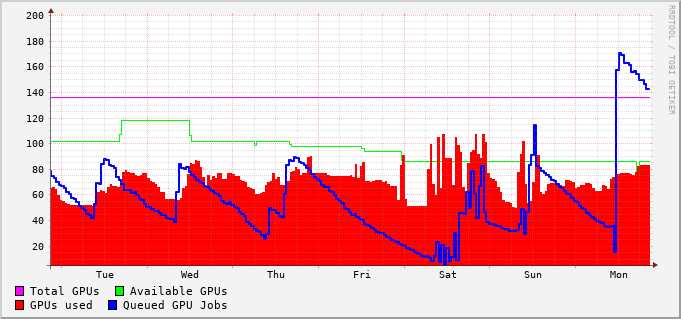 200
180
160
140
120
100
80
60
40
20
Tue Wed Thu Fri Sat Sun Mon
Total GPUs Available GPUs
GPUs used Queued GPU Jobs
RRDTOOL / TOBI OETIKER